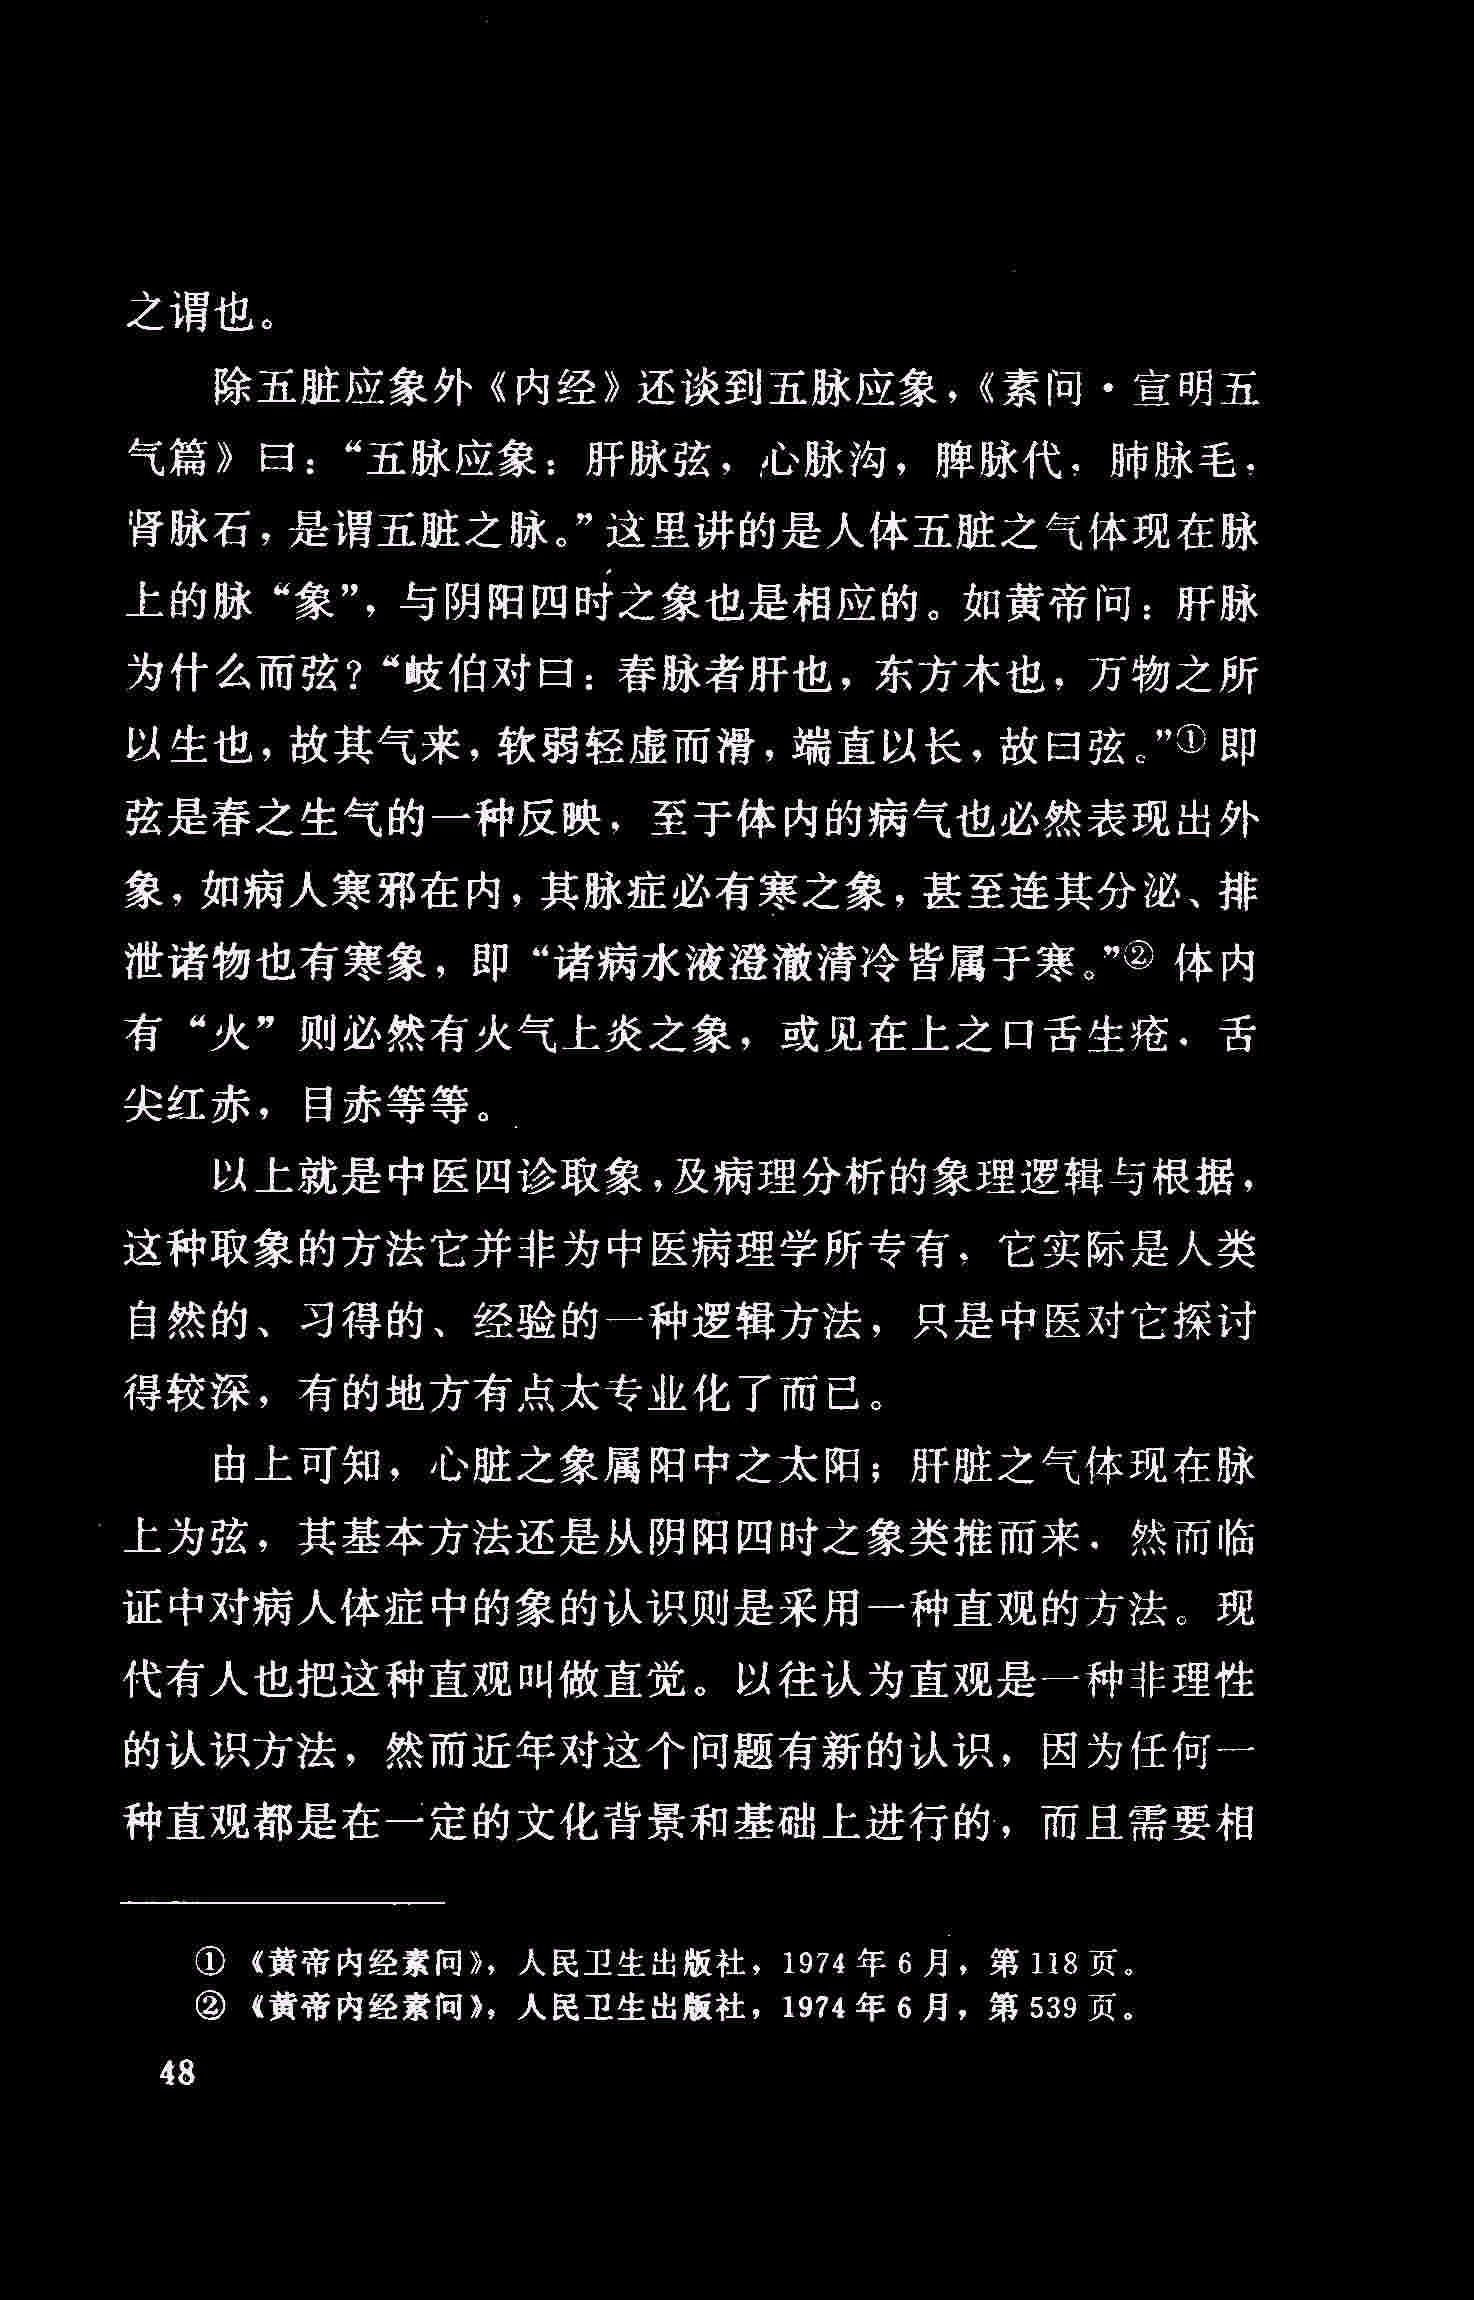 之谓也。
除五脏应象外《内经》还谈到五脉应象，《素问·宣明五
气篇》曰：“五脉应象：肝脉弦，心脉沟，脾脉代，肺脉毛，
肾脉石，是谓五脏之脉。”这里讲的是人体五脏之气体现在脉
上的脉“象”，与阴阳四时之象也是相应的。如黄帝问：肝脉
为什么而弦？“岐伯对曰：春脉者肝也，东方木也，万物之所
以生也，故其气来，软弱轻虚而滑，端直以长，故曰弦。”①即
弦是春之生气的一种反映，至于体内的病气也必然表现出外
象，如病人寒邪在内，其脉症必有寒之象，甚至连其分泌、排
泄诸物也有寒象，即“诸病水液澄澈清冷皆属于寒。”② 体内
有“火”则必然有火气上炎之象，或见在上之口舌生疮，舌
尖红赤，目赤等等。
以上就是中医四诊取象，及病理分析的象理逻辑与根据，
这种取象的方法它并非为中医病理学所专有，它实际是人类
自然的、习得的、经验的一种逻辑方法，只是中医对它探讨
得较深，有的地方有点太专业化了而已。
由上可知，心脏之象属阳中之太阳；肝脏之气体现在脉
上为弦，其基本方法还是从阴阳四时之象类推而来，然而临
证中对病人体症中的象的认识则是采用一种直观的方法。现
代有人也把这种直观叫做直觉。以往认为直观是一种非理性
的认识方法，然而近年对这个问题有新的认识，因为任何一
种直观都是在一定的文化背景和基础上进行的，而且需要相
① 《黄帝内经素问》，人民卫生出版社，1974年6月，第118页。
② 《黄帝内经素问》，人民卫生出版社，1974年6月，第539页。
48